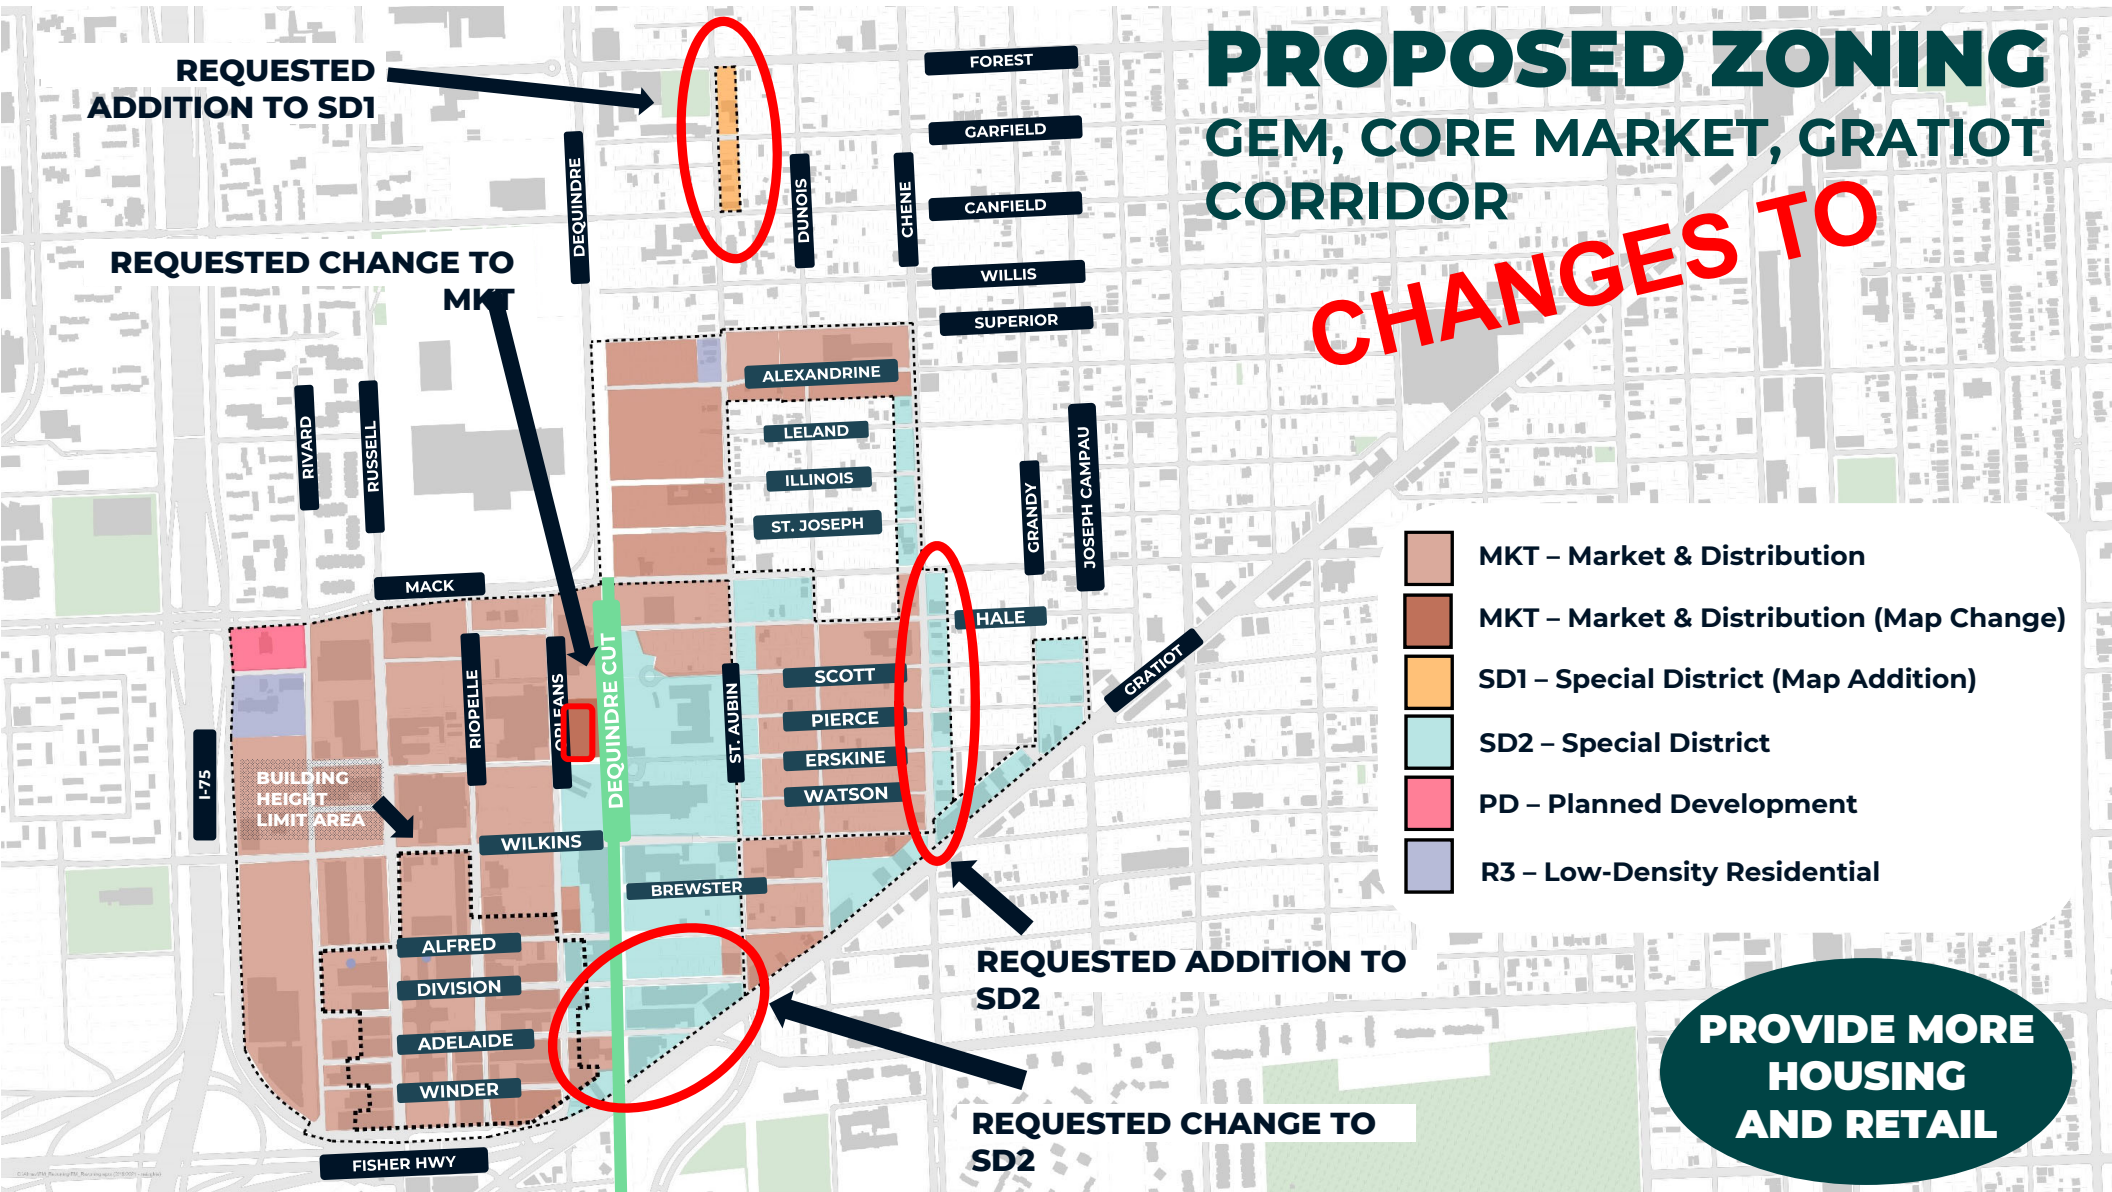 PROPOSED ZONING
GEM, CORE MARKET, GRATIOT
CORRIDOR
CHANGES TO
REQUESTED
ADDITION TO SD1
REQUESTED CHANGE TO
MKT
FOREST
GARFIELD
CANFIELD
WILLIS
SUPERIOR
DEQUINDRE
DUNOIS
CHENE
ALEXANDRINE
LELAND
ILLINOIS
ST. JOSEPH
RIVARD
RUSSELL
GRANDY
JOSEPH CAMPAU
MACK
HALE
GRATIOT
RIOPELLE
ORLEANS
DEQUINDRE CUT
ST. AUBIN
SCOTT
PIERCE
ERSKINE
WATSON
I-75
BUILDING
HEIGHT
LIMIT AREA
WILKINS
BREWSTER
ALFRED
DIVISION
ADELAIDE
WINDER
FISHER HWY
MKT – Market & Distribution
MKT – Market & Distribution (Map Change)
SD1 – Special District (Map Addition)
SD2 – Special District
PD – Planned Development
R3 – Low-Density Residential
REQUESTED ADDITION TO
SD2
REQUESTED CHANGE TO
SD2
PROVIDE MORE
HOUSING
AND RETAIL